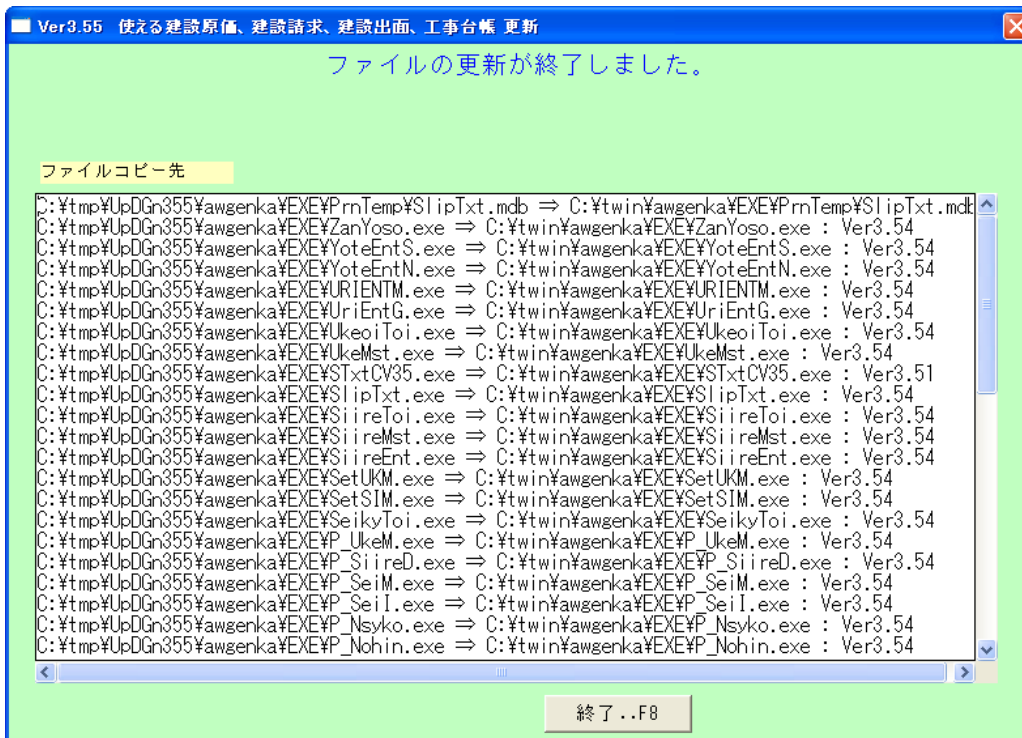 Ver3.55 使える建設原価、建設請求、建設出面、工事台帳 更新
ファイルの更新が終了しました。
ファイルコピー先
C:¥tmp¥UpDGn355¥awgenka¥EXE¥PrnTemp¥SlipTxt.mdb ⇒ C:¥twin¥awgenka¥EXE¥PrnTemp¥SlipTxt.mdb
C:¥tmp¥UpDGn355¥awgenka¥EXE¥ZanYoso.exe ⇒ C:¥twin¥awgenka¥EXE¥ZanYoso.exe : Ver3.54
C:¥tmp¥UpDGn355¥awgenka¥EXE¥YoteEntS.exe ⇒ C:¥twin¥awgenka¥EXE¥YoteEntS.exe : Ver3.54
C:¥tmp¥UpDGn355¥awgenka¥EXE¥YoteEntN.exe ⇒ C:¥twin¥awgenka¥EXE¥YoteEntN.exe : Ver3.54
C:¥tmp¥UpDGn355¥awgenka¥EXE¥URIENTM.exe ⇒ C:¥twin¥awgenka¥EXE¥URIENTM.exe : Ver3.54
C:¥tmp¥UpDGn355¥awgenka¥EXE¥UriEntG.exe ⇒ C:¥twin¥awgenka¥EXE¥UriEntG.exe : Ver3.54
C:¥tmp¥UpDGn355¥awgenka¥EXE¥UkeoiToi.exe ⇒ C:¥twin¥awgenka¥EXE¥UkeoiToi.exe : Ver3.54
C:¥tmp¥UpDGn355¥awgenka¥EXE¥UkeMst.exe ⇒ C:¥twin¥awgenka¥EXE¥UkeMst.exe : Ver3.54
C:¥tmp¥UpDGn355¥awgenka¥EXE¥STxtCV35.exe ⇒ C:¥twin¥awgenka¥EXE¥STxtCV35.exe : Ver3.51
C:¥tmp¥UpDGn355¥awgenka¥EXE¥SlipTxt.exe ⇒ C:¥twin¥awgenka¥EXE¥SlipTxt.exe : Ver3.54
C:¥tmp¥UpDGn355¥awgenka¥EXE¥SiireToi.exe ⇒ C:¥twin¥awgenka¥EXE¥SiireToi.exe : Ver3.54
C:¥tmp¥UpDGn355¥awgenka¥EXE¥SiireMst.exe ⇒ C:¥twin¥awgenka¥EXE¥SiireMst.exe : Ver3.54
C:¥tmp¥UpDGn355¥awgenka¥EXE¥SiireEnt.exe ⇒ C:¥twin¥awgenka¥EXE¥SiireEnt.exe : Ver3.54
C:¥tmp¥UpDGn355¥awgenka¥EXE¥SetUKM.exe ⇒ C:¥twin¥awgenka¥EXE¥SetUKM.exe : Ver3.54
C:¥tmp¥UpDGn355¥awgenka¥EXE¥SetSIM.exe ⇒ C:¥twin¥awgenka¥EXE¥SetSIM.exe : Ver3.54
C:¥tmp¥UpDGn355¥awgenka¥EXE¥SeikyToi.exe ⇒ C:¥twin¥awgenka¥EXE¥SeikyToi.exe : Ver3.54
C:¥tmp¥UpDGn355¥awgenka¥EXE¥P_UkeM.exe ⇒ C:¥twin¥awgenka¥EXE¥P_UkeM.exe : Ver3.54
C:¥tmp¥UpDGn355¥awgenka¥EXE¥P_SiireD.exe ⇒ C:¥twin¥awgenka¥EXE¥P_SiireD.exe : Ver3.54
C:¥tmp¥UpDGn355¥awgenka¥EXE¥P_SeiM.exe ⇒ C:¥twin¥awgenka¥EXE¥P_SeiM.exe : Ver3.54
C:¥tmp¥UpDGn355¥awgenka¥EXE¥P_SeiI.exe ⇒ C:¥twin¥awgenka¥EXE¥P_SeiI.exe : Ver3.54
C:¥tmp¥UpDGn355¥awgenka¥EXE¥P_Nsyko.exe ⇒ C:¥twin¥awgenka¥EXE¥P_Nsyko.exe : Ver3.54
C:¥tmp¥UpDGn355¥awgenka¥EXE¥P_Nohin.exe ⇒ C:¥twin¥awgenka¥EXE¥P_Nohin.exe : Ver3.54
終了..F8